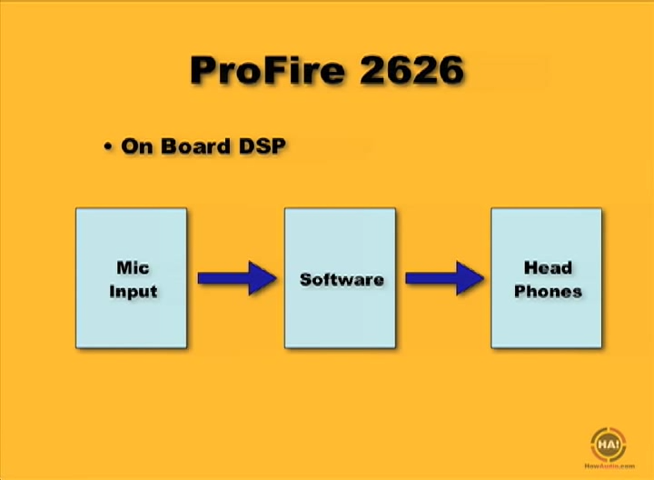 ProFire 2626
• On Board DSP
Mic
Input
Software
Head
Phones
HA!
HowAudio.com